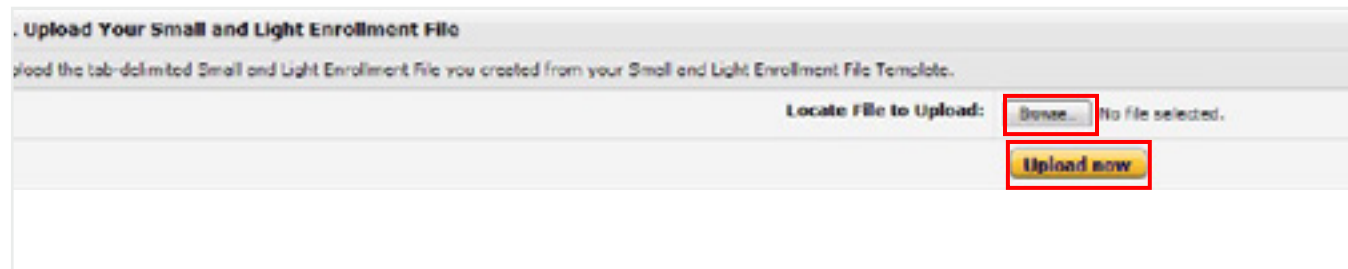 . Upload Your Small and Light Enrollment File
pload the tab-delimited Small and Light Enrollment File you created from your Small and Light Enrollment File Template.
Locate File to Upload: Browse... No file selected.
Upload now